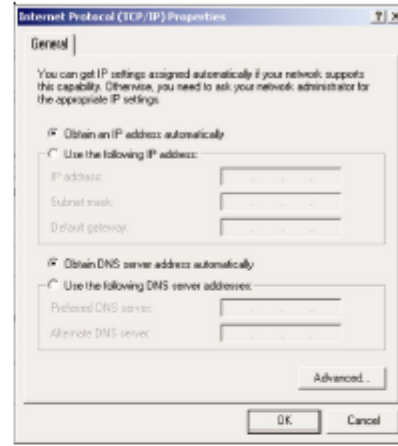 Internet Protocol (TCP/IP) Properties
General
You can get IP settings assigned automatically if your network supports
this capability. Otherwise, you need to ask your network administrator for
the appropriate IP settings.
Obtain an IP address automatically
Use the following IP address:
IP address:
Subnet mask:
Default gateway:
Obtain DNS server address automatically
Use the following DNS server addresses:
Preferred DNS server:
Alternate DNS server:
Advanced...
OK
Cancel